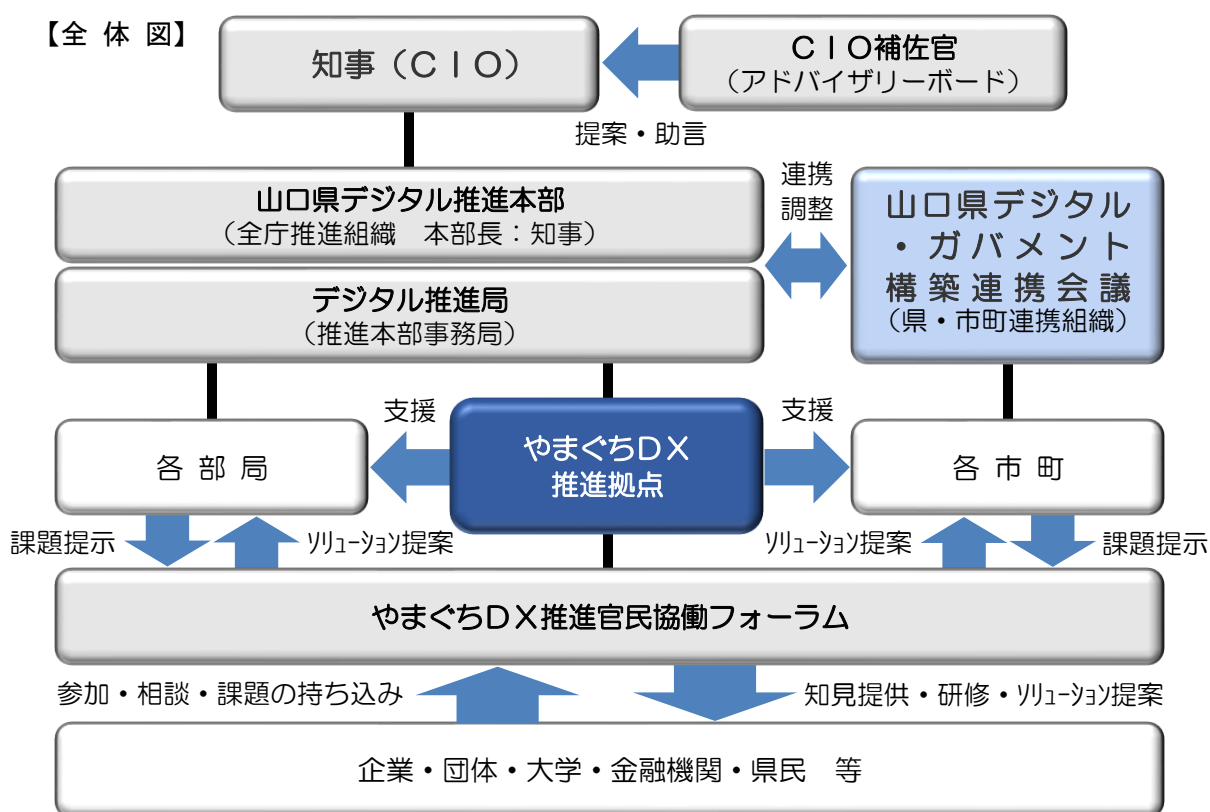 【全 体 図】
知事（ＣＩＯ）
ＣＩＯ補佐官
（アドバイザリーボード）
提案・助言
山口県デジタル推進本部
（全庁推進組織　本部長：知事）
連携
調整
山口県デジタル
・ガバメント
構築連携会議
（県・市町連携組織）
デジタル推進局
（推進本部事務局）
支援
支援
各 部 局
やまぐちＤＸ
推進拠点
各 市 町
課題提示
ｿﾘｭｰｼｮﾝ提案
ｿﾘｭｰｼｮﾝ提案
課題提示
やまぐちＤＸ推進官民協働フォーラム
参加・相談・課題の持ち込み
知見提供・研修・ｿﾘｭｰｼｮﾝ提案
企業・団体・大学・金融機関・県民　等